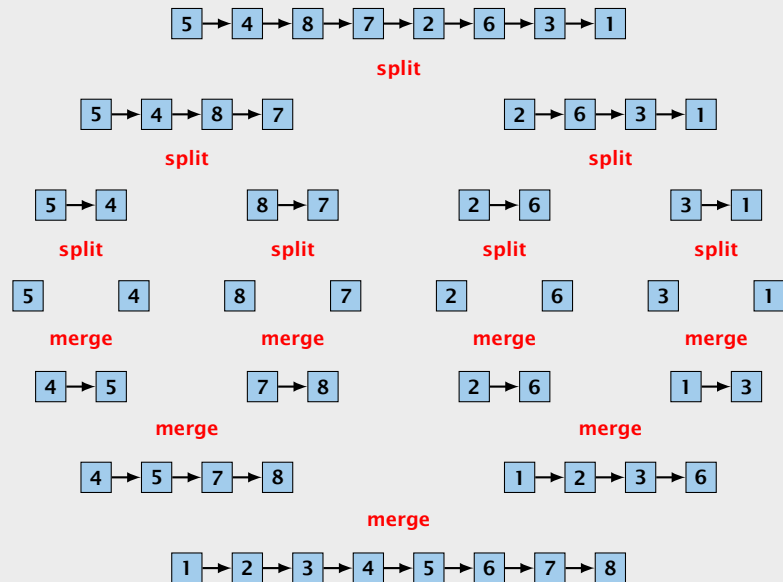 5 4 8 7 2 6 3 1
split
5 4 8 7 2 6 3 1
split split
5 4 8 7 2 6 3 1
split split split split
5 4 8 7 2 6 3 1
merge merge merge merge
4 5 7 8 2 6 1 3
merge merge
4 5 7 8 1 2 3 6
merge
1 2 3 4 5 6 7 8